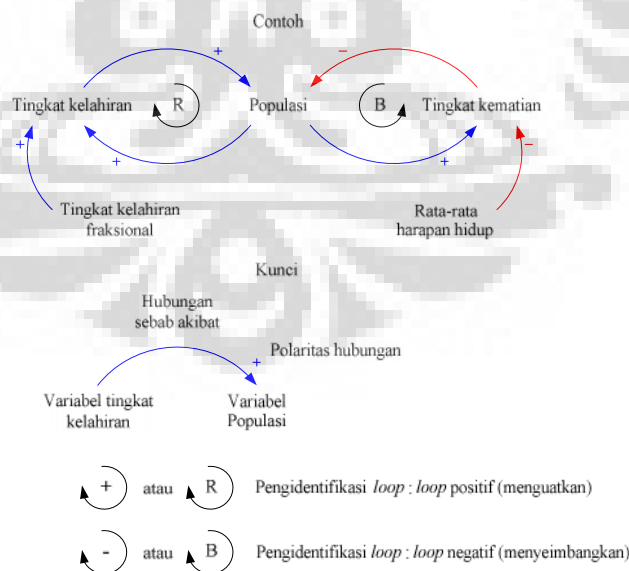 Contoh
+ −
Tingkat kelahiran R Populasi B Tingkat kematian
+ + + −
Tingkat kelahiran
fraksional
Rata-rata
harapan hidup
Kunci
Hubungan
sebab akibat
+ Polaritas hubungan
Variabel tingkat
kelahiran
Variabel
Populasi
+ atau R Pengidentifikasi loop : loop positif (menguatkan)
- atau B Pengidentifikasi loop : loop negatif (menyeimbangkan)